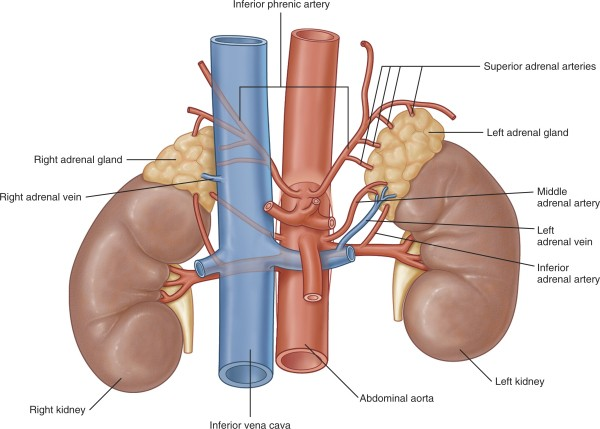 Inferior phrenic artery
Superior adrenal arteries
Left adrenal gland
Right adrenal gland
Right adrenal vein
Middle
adrenal artery
Left
adrenal vein
Inferior
adrenal artery
Left kidney
Abdominal aorta
Right kidney
Inferior vena cava